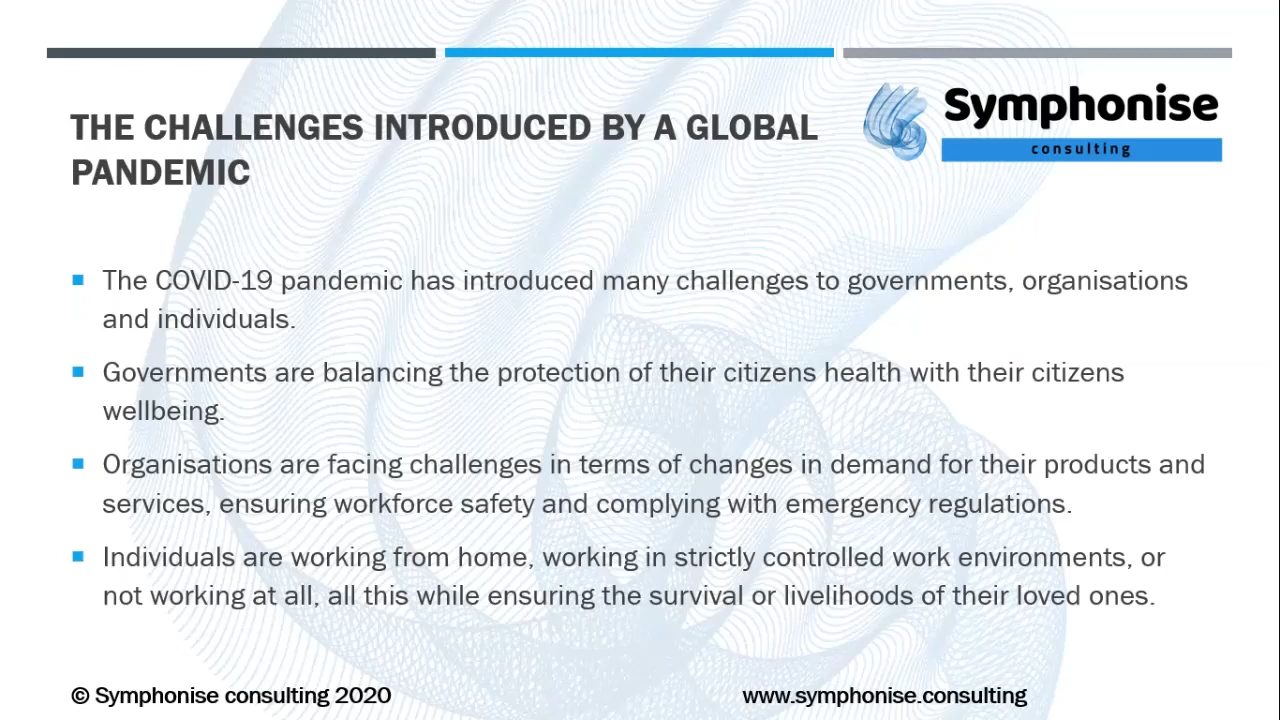 Symphonise
consulting
THE CHALLENGES INTRODUCED BY A GLOBAL
PANDEMIC
The COVID-19 pandemic has introduced many challenges to governments, organisations
and individuals.
Governments are balancing the protection of their citizens health with their citizens
wellbeing.
Organisations are facing challenges in terms of changes in demand for their products and
services, ensuring workforce safety and complying with emergency regulations.
Individuals are working from home, working in strictly controlled work environments, or
not working at all, all this while ensuring the survival or livelihoods of their loved ones.
© Symphonise consulting 2020
www.symphonise.consulting